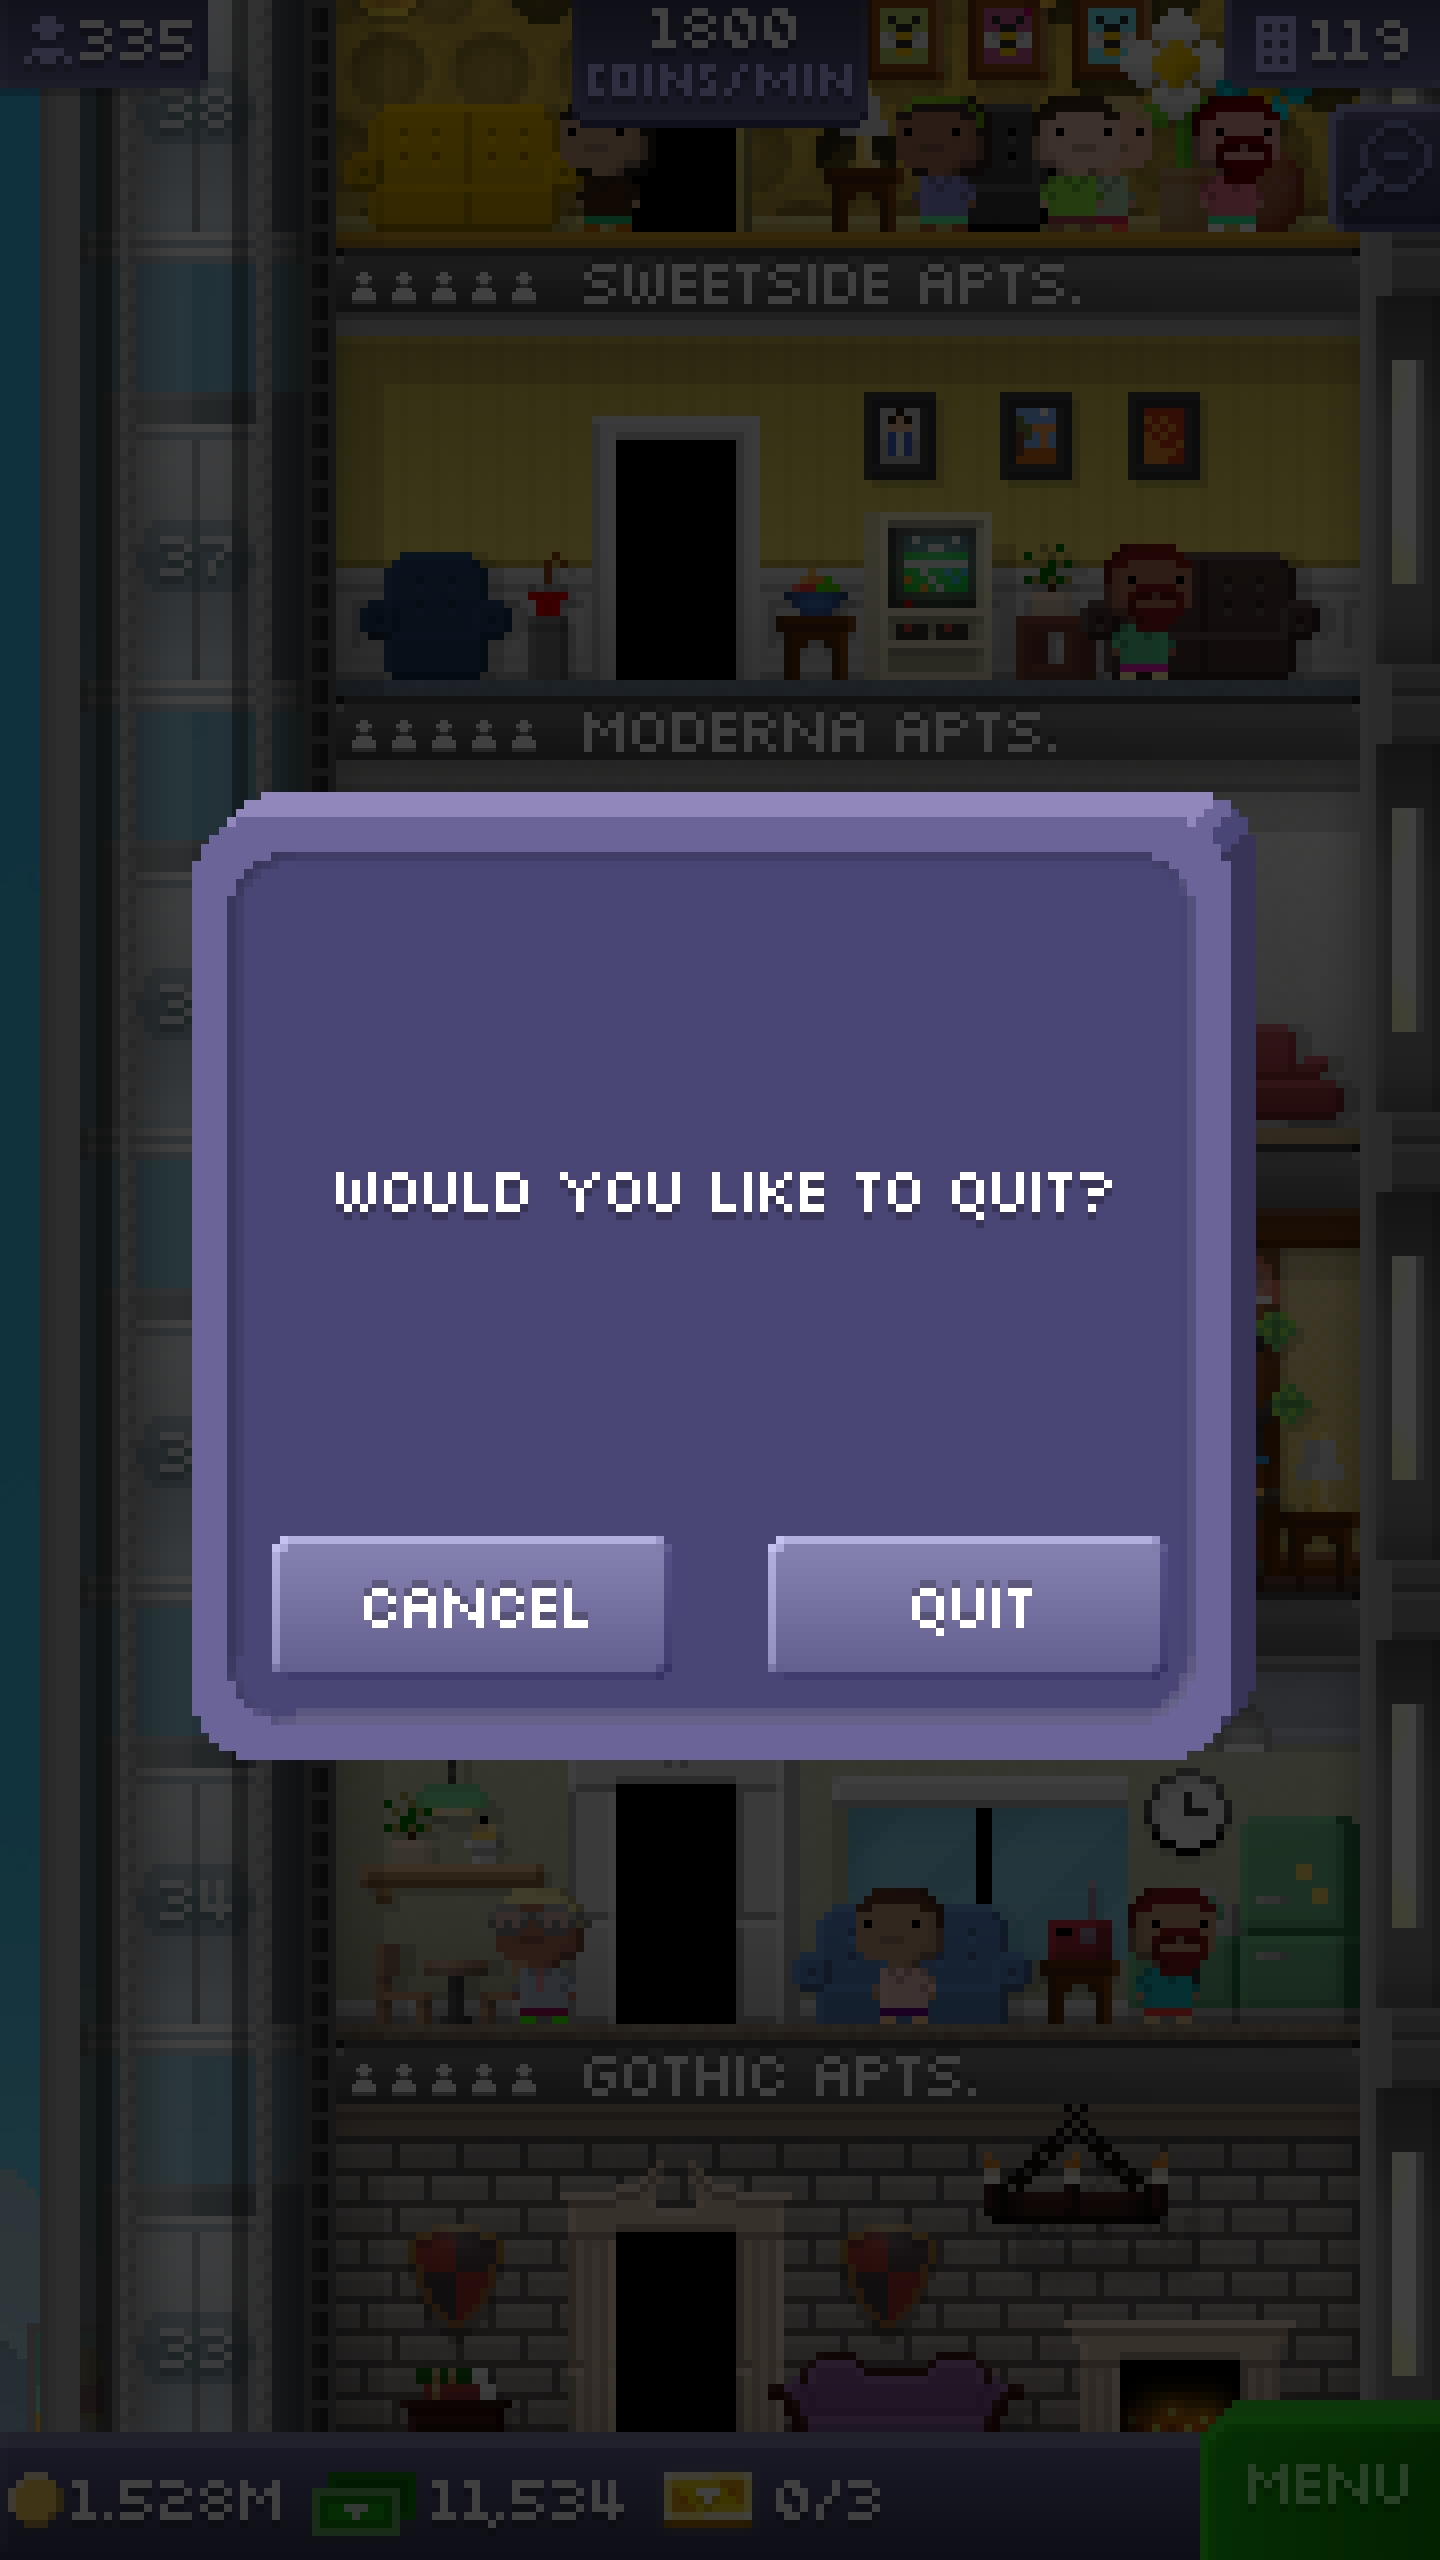 335
1800
COINS/MIN
119
38
SWEETSIDE APTS.
37
MODERNA APTS.
WOULD YOU LIKE TO QUIT?
CANCEL
QUIT
34
GOTHIC APTS.
33
1.528M
11,534
0/3
MENU